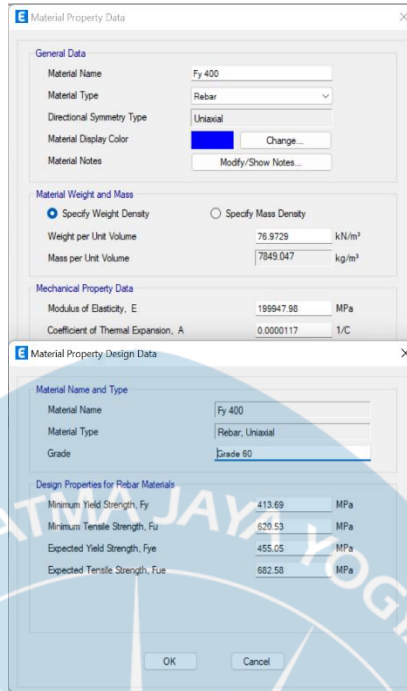 E Material Property Data
General Data
Material Name Fy 400
Material Type Rebar
Directional Symmetry Type Uniaxial
Material Display Color Change...
Material Notes Modify/Show Notes...
Material Weight and Mass
Specify Weight Density Specify Mass Density
Weight per Unit Volume 76.9729 kN/m³
Mass per Unit Volume 7849.047 kg/m³
Mechanical Property Data
Modulus of Elasticity, E 199947.98 MPa
Coefficient of Thermal Expansion, A 0.0000117 1/C
E Material Property Design Data
Material Name and Type
Material Name Fy 400
Material Type Rebar, Uniaxial
Grade Grade 60
Design Properties for Rebar Materials
Minimum Yield Strength, Fy 413.69 MPa
Minimum Tensile Strength, Fu 620.53 MPa
Expected Yield Strength, Fye 455.05 MPa
Expected Tensile Strength, Fue 682.58 MPa
OK Cancel
ATMA JAYA YOG